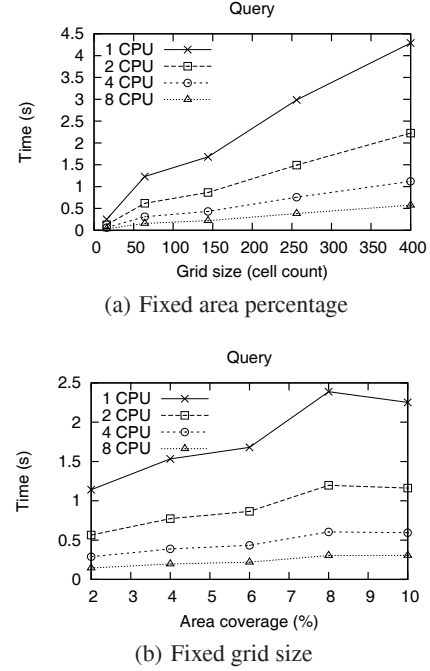 Query
4.5
4
3.5
3
2.5
2
1.5
1
0.5
0
1 CPU
2 CPU
4 CPU
8 CPU
Time (s)
0 50 100 150 200 250 300 350 400
Grid size (cell count)
(a) Fixed area percentage
Query
2.5
2
1.5
1
0.5
0
1 CPU
2 CPU
4 CPU
8 CPU
Time (s)
2 3 4 5 6 7 8 9 10
Area coverage (%)
(b) Fixed grid size